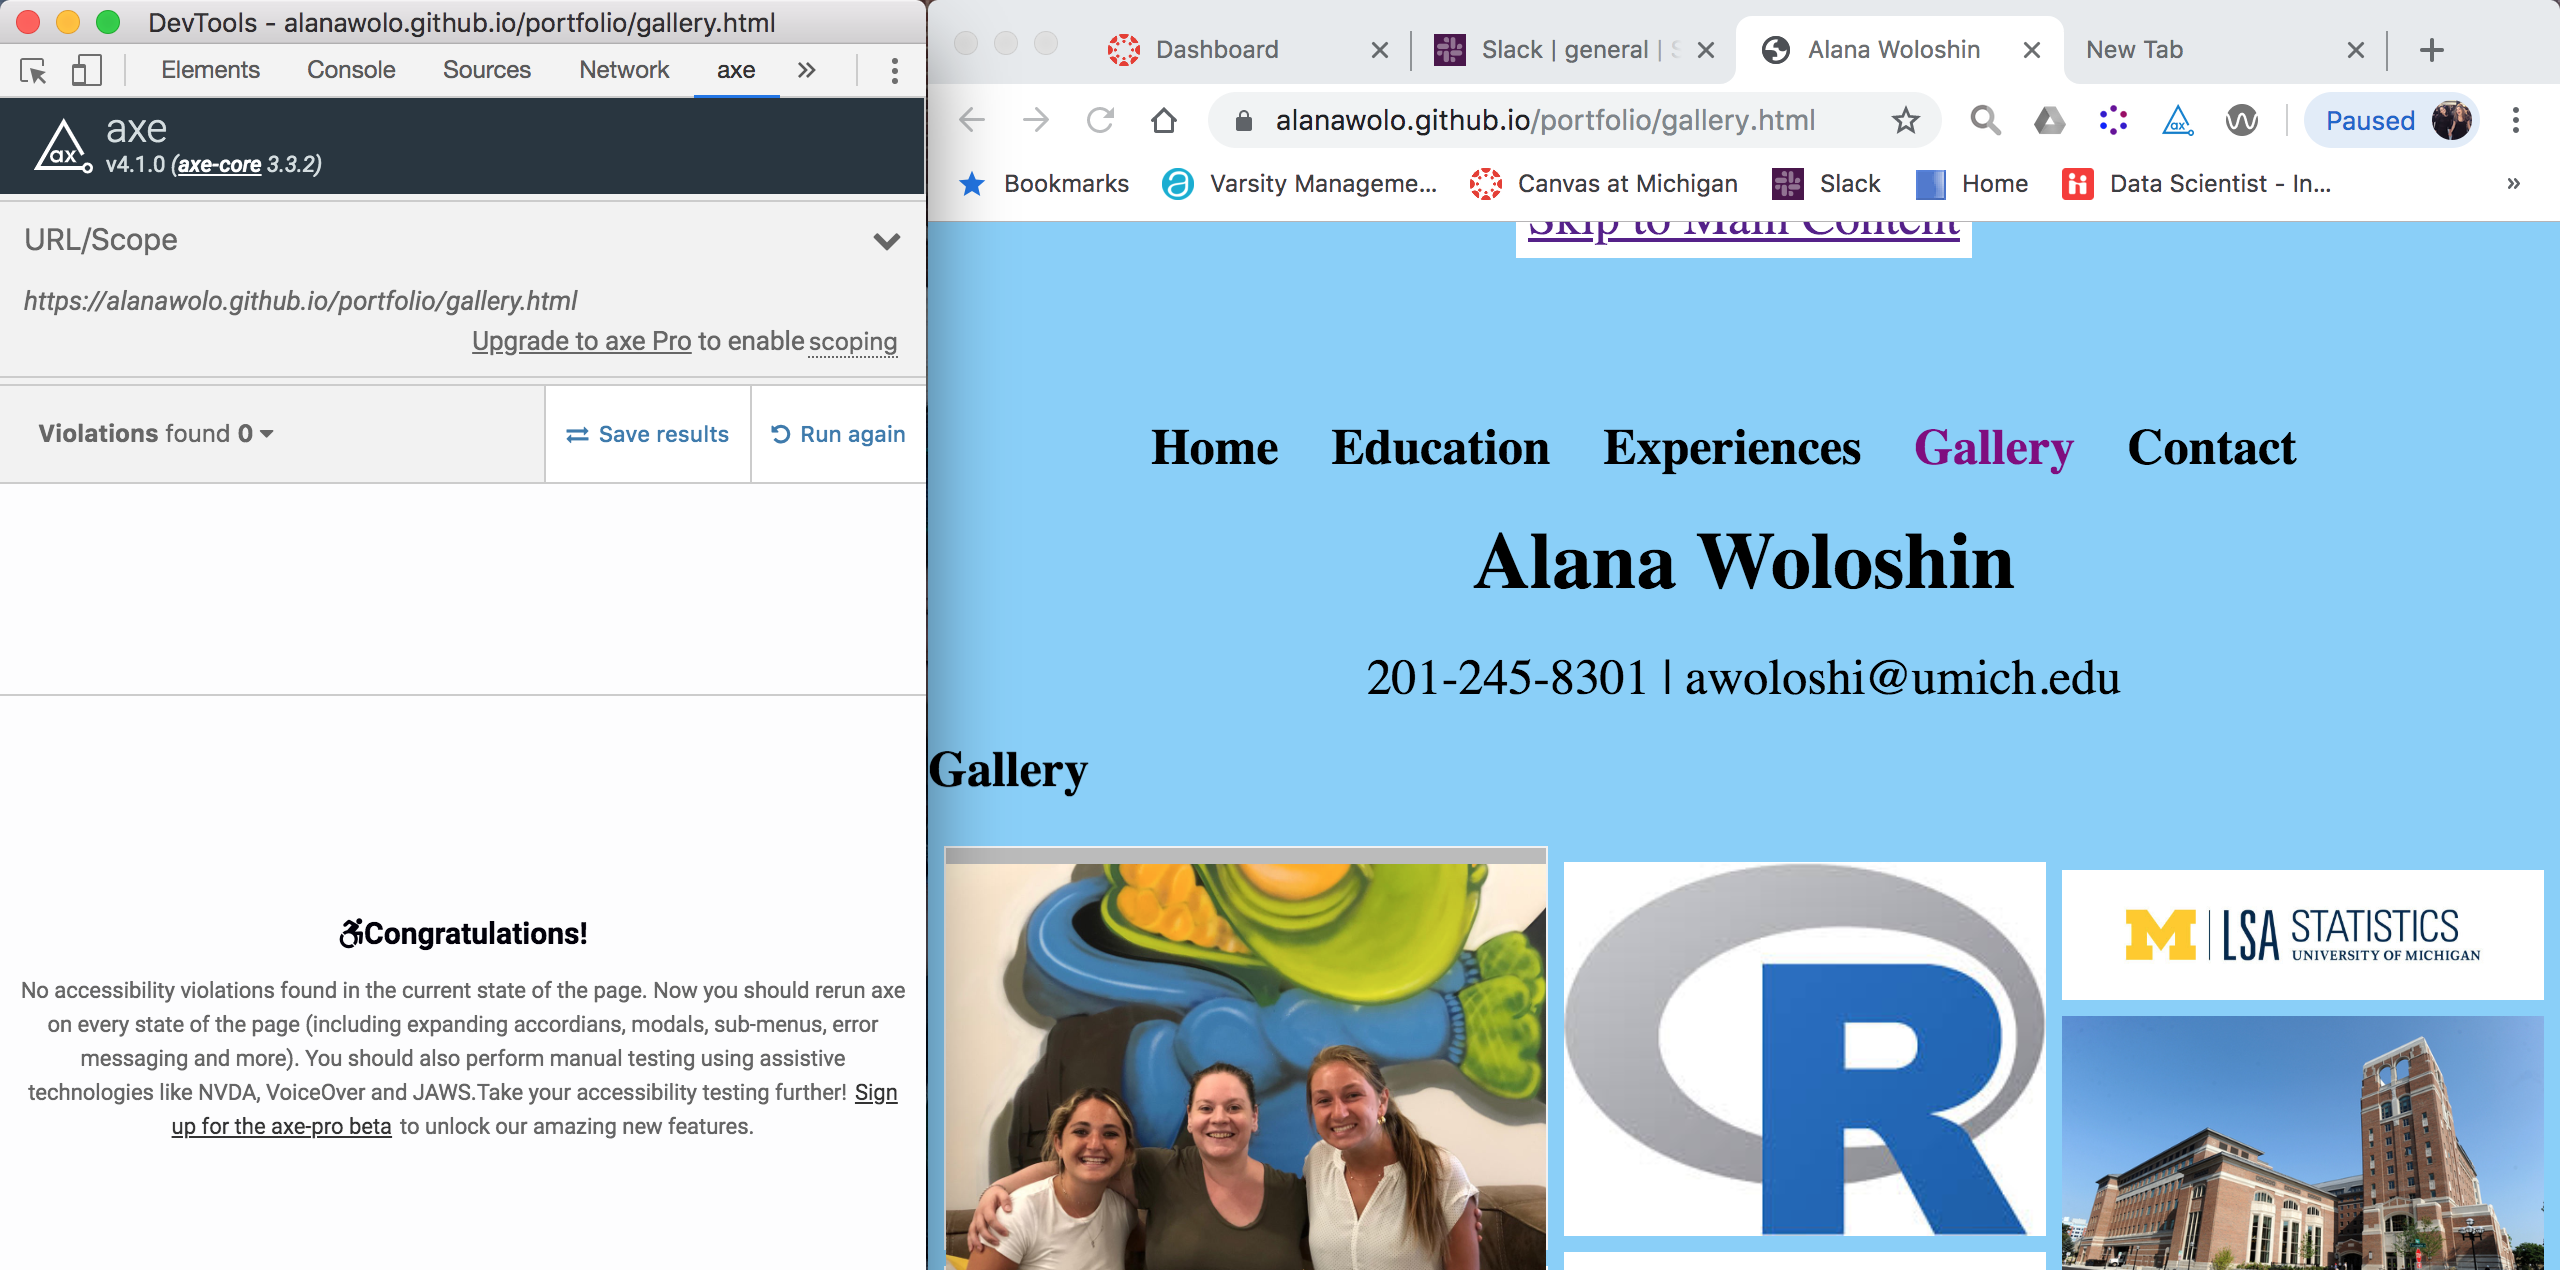 DevTools - alanawolo.github.io/portfolio/gallery.html
Elements Console Sources Network axe »
axe
v4.1.0 (axe-core 3.3.2)
URL/Scope
https://alanawolo.github.io/portfolio/gallery.html
Upgrade to axe Pro to enable scoping
Violations found 0
Save results
Run again
Congratulations!
No accessibility violations found in the current state of the page. Now you should rerun axe
on every state of the page (including expanding accordians, modals, sub-menus, error
messaging and more). You should also perform manual testing using assistive
technologies like NVDA, VoiceOver and JAWS.Take your accessibility testing further! Sign
up for the axe-pro beta to unlock our amazing new features.
Dashboard
Slack | general |
Alana Woloshin
New Tab
alanawolo.github.io/portfolio/gallery.html
Paused
Bookmarks Varsity Manageme... Canvas at Michigan Slack Home Data Scientist - In... »
Skip to Main Content
Home Education Experiences Gallery Contact
Alana Woloshin
201-245-8301 | awoloshi@umich.edu
Gallery
R
M | LSA STATISTICS
UNIVERSITY OF MICHIGAN